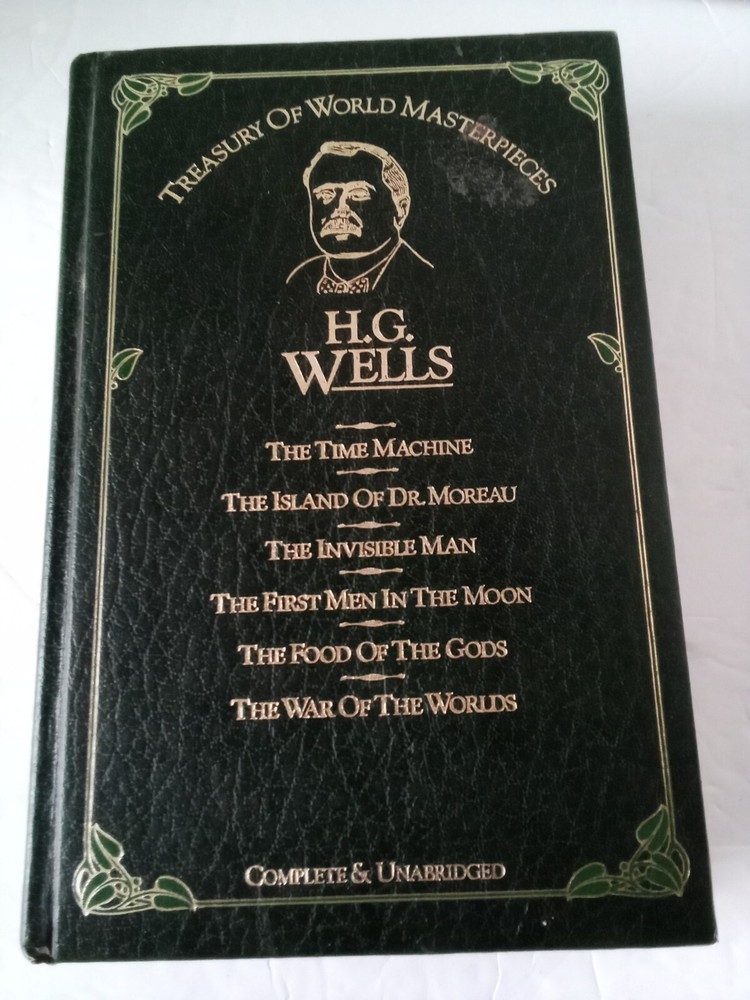 Treasury Of World Masterpieces
H.G.
Wells
The Time Machine
The Island Of Dr. Moreau
The Invisible Man
The First Men In The Moon
The Food Of The Gods
The War Of The Worlds
Complete & Unabridged